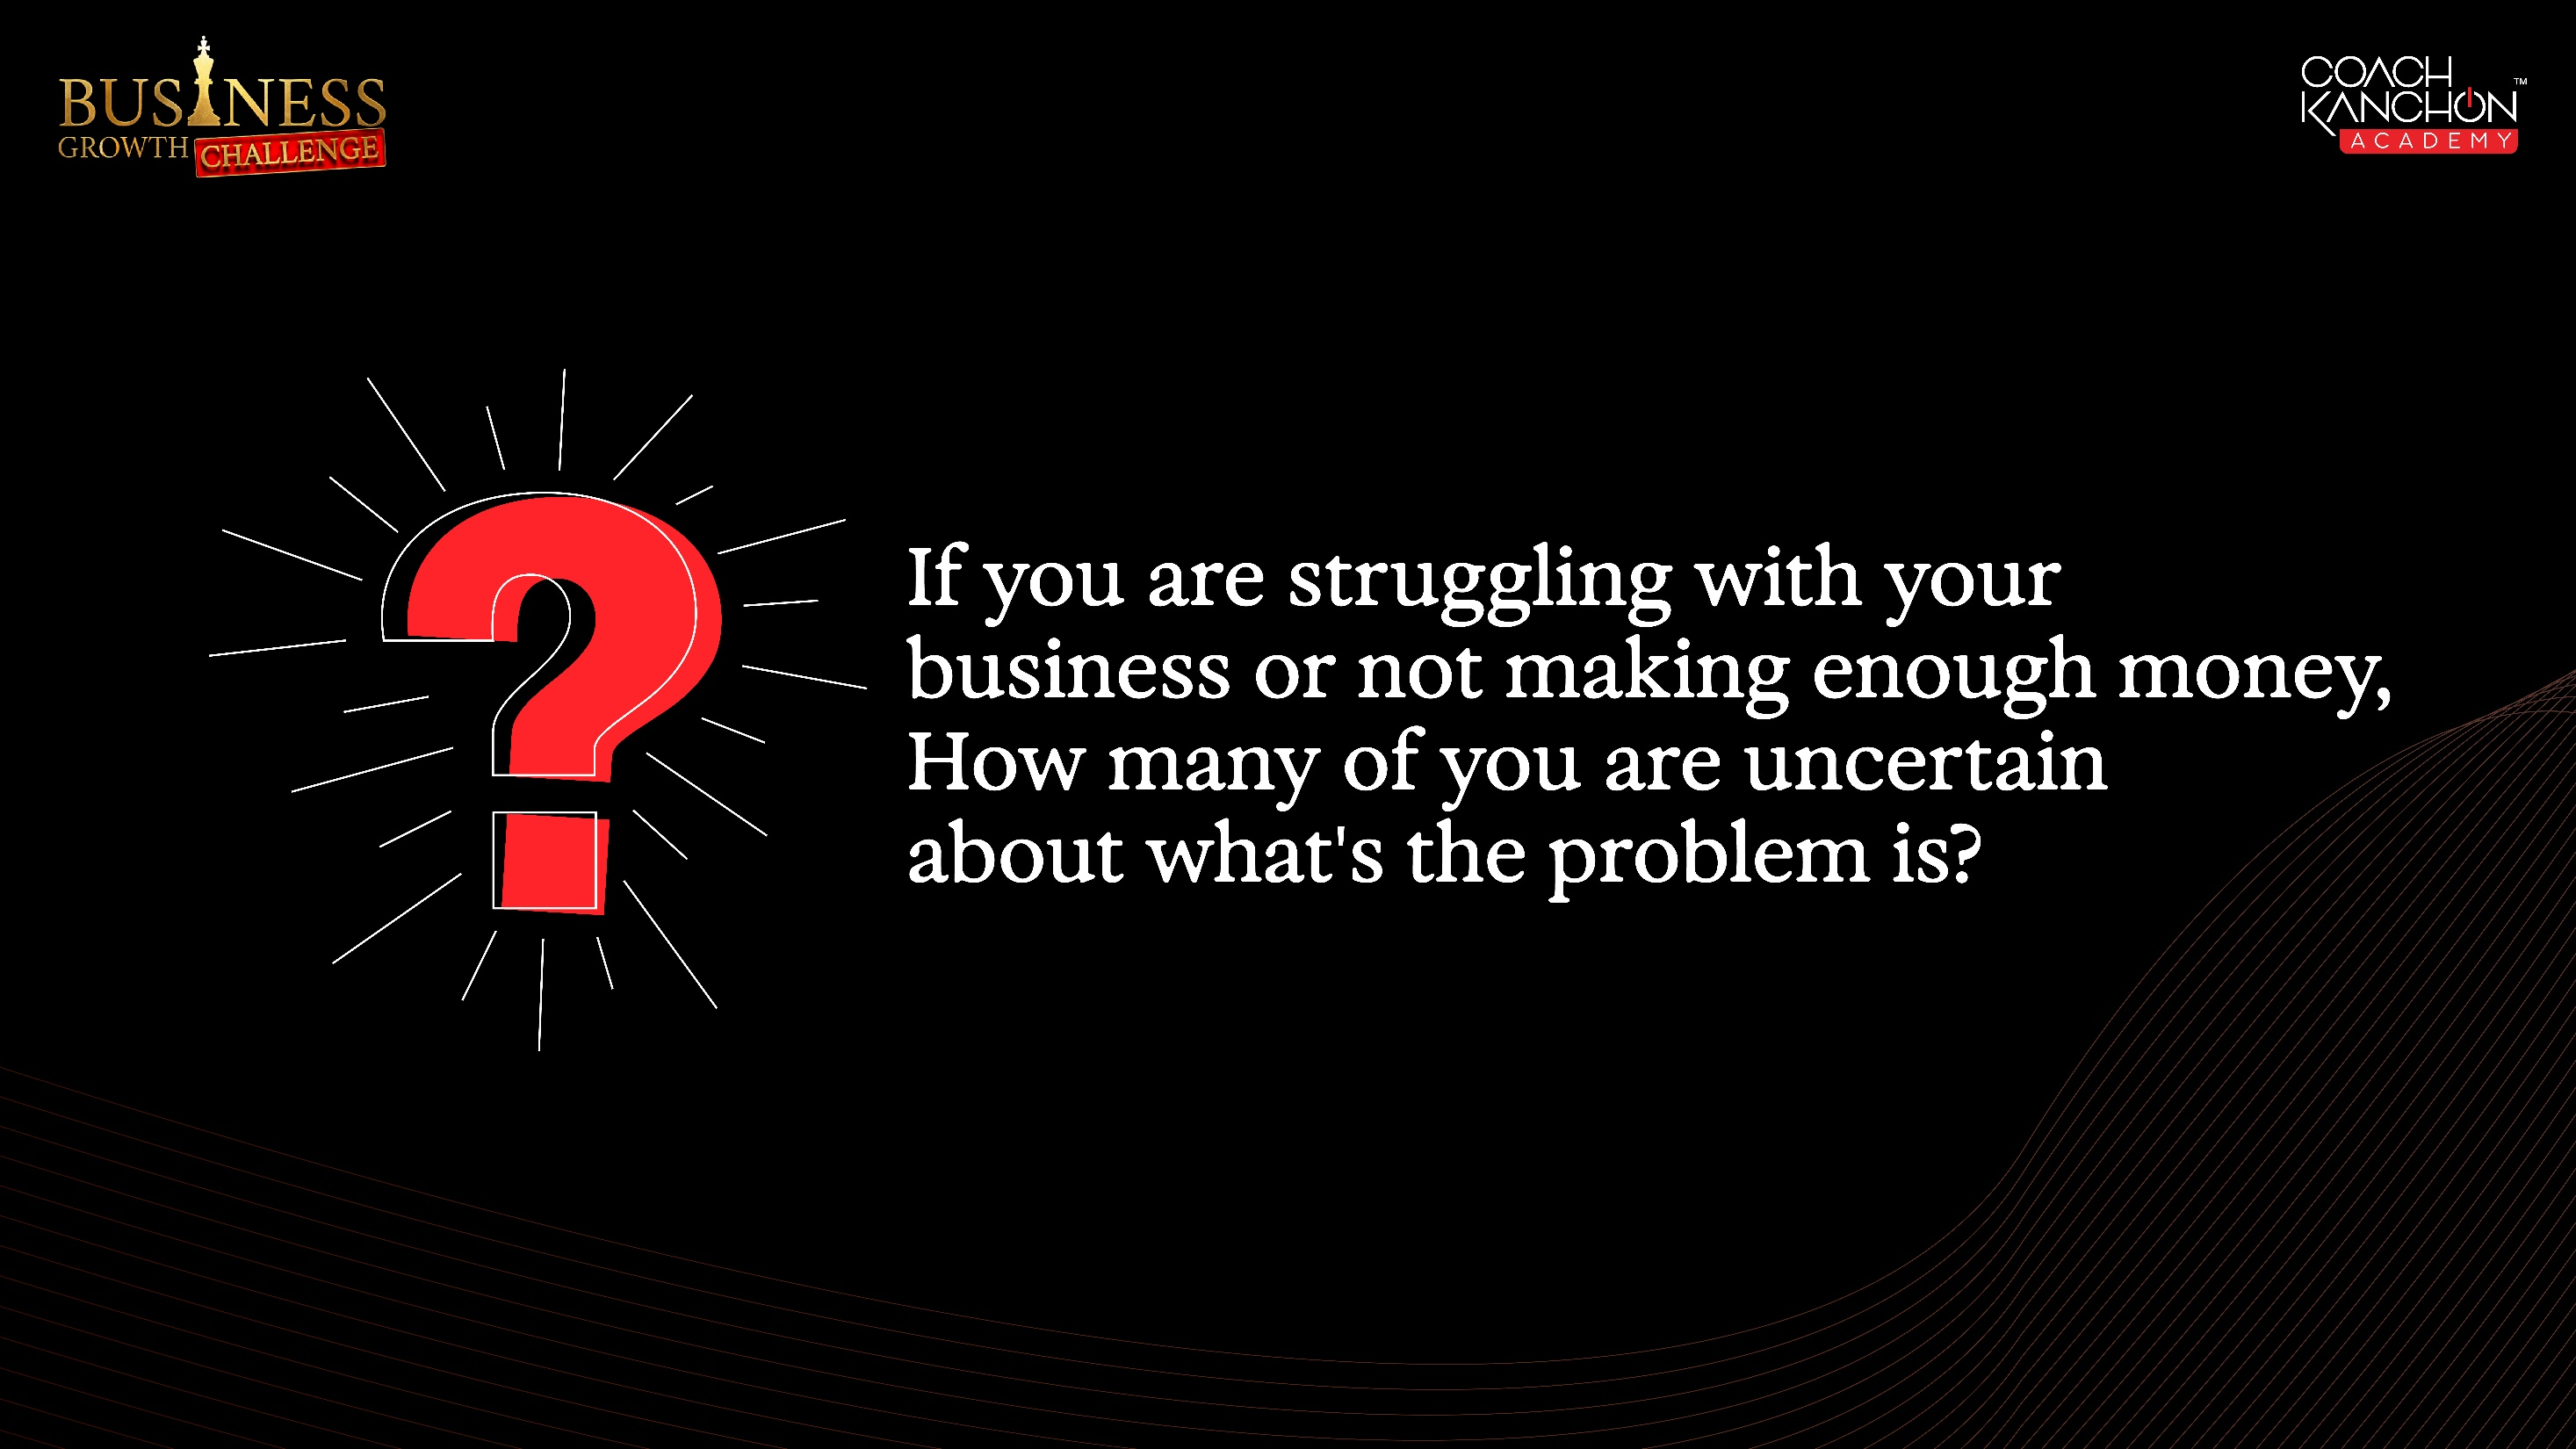 BUSINESS
GROWTH CHALLENGE
COACH
KANCHON™
ACADEMY
If you are struggling with your
business or not making enough money,
How many of you are uncertain
about what's the problem is?